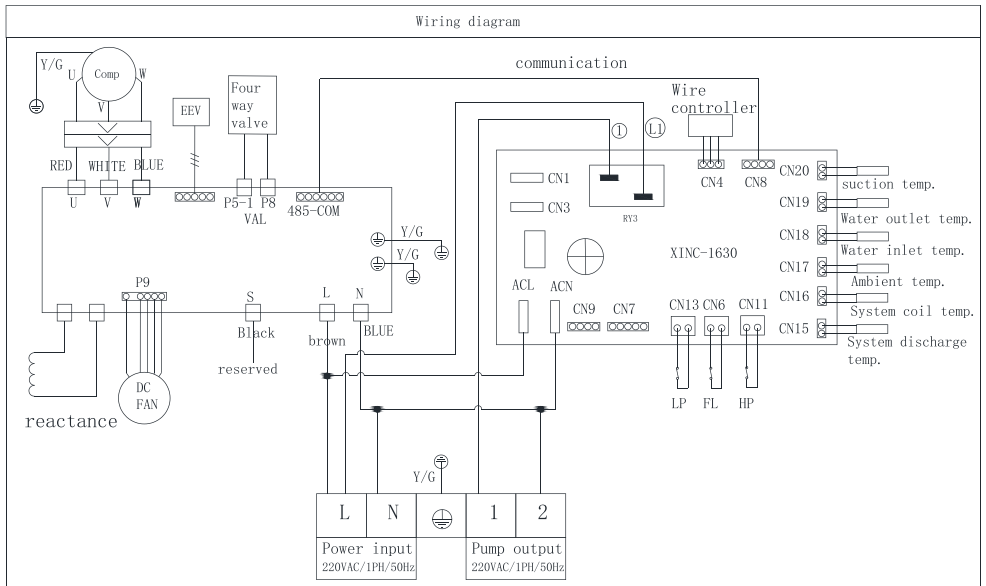 Wiring diagram
Y/G
U
Comp
W
V
RED
WHITE
BLUE
EEV
Four
way
valve
communication
Wire
controller
1
L1
U
V
W
P5-1
P8
VAL
485-COM
CN1
CN3
RY3
CN4
CN8
CN20
suction temp.
CN19
Water outlet temp.
CN18
Water inlet temp.
CN17
Ambient temp.
CN16
System coil temp.
CN15
System discharge
temp.
XINC-1630
ACL
ACN
CN9
CN7
CN13
CN6
CN11
LP
FL
HP
Y/G
Y/G
P9
S
L
N
Black
brown
BLUE
reserved
DC
FAN
reactance
Y/G
L
N
1
2
Power input
220VAC/1PH/50Hz
Pump output
220VAC/1PH/50Hz